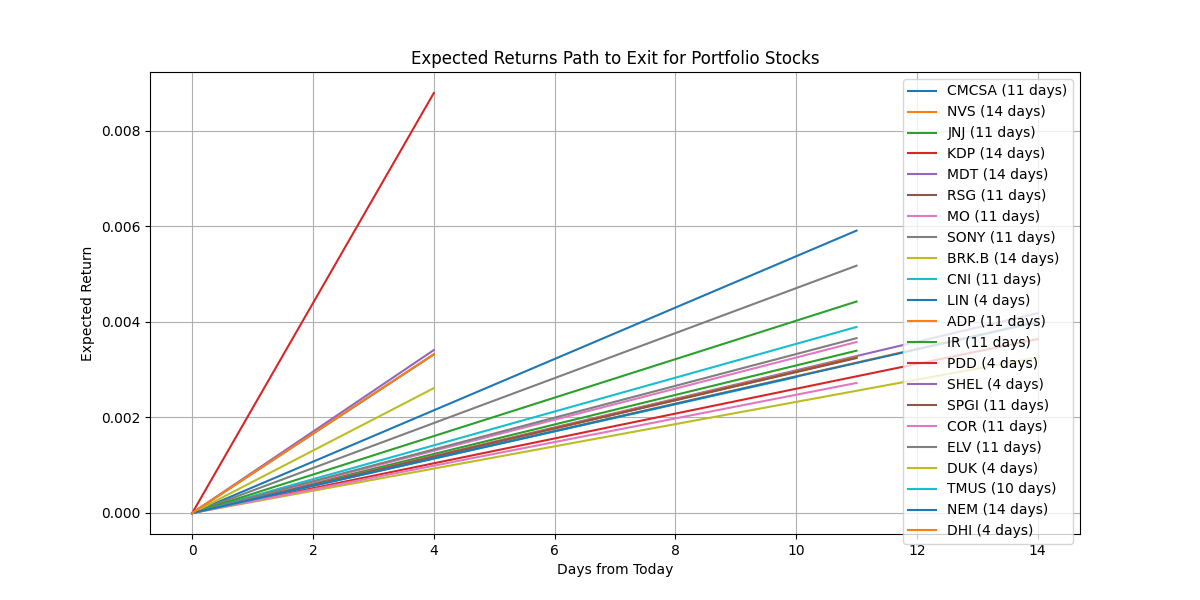 Expected Returns Path to Exit for Portfolio Stocks
CMCSA (11 days)
NVS (14 days)
JNJ (11 days)
KDP (14 days)
MDT (14 days)
RSG (11 days)
MO (11 days)
SONY (11 days)
BRK.B (14 days)
CNI (11 days)
LIN (4 days)
ADP (11 days)
IR (11 days)
PDD (4 days)
SHEL (4 days)
SPGI (11 days)
COR (11 days)
ELV (11 days)
DUK (4 days)
TMUS (10 days)
NEM (14 days)
DHI (4 days)
0.008
0.006
0.004
0.002
0.000
Expected Return
0 2 4 6 8 10 12 14
Days from Today